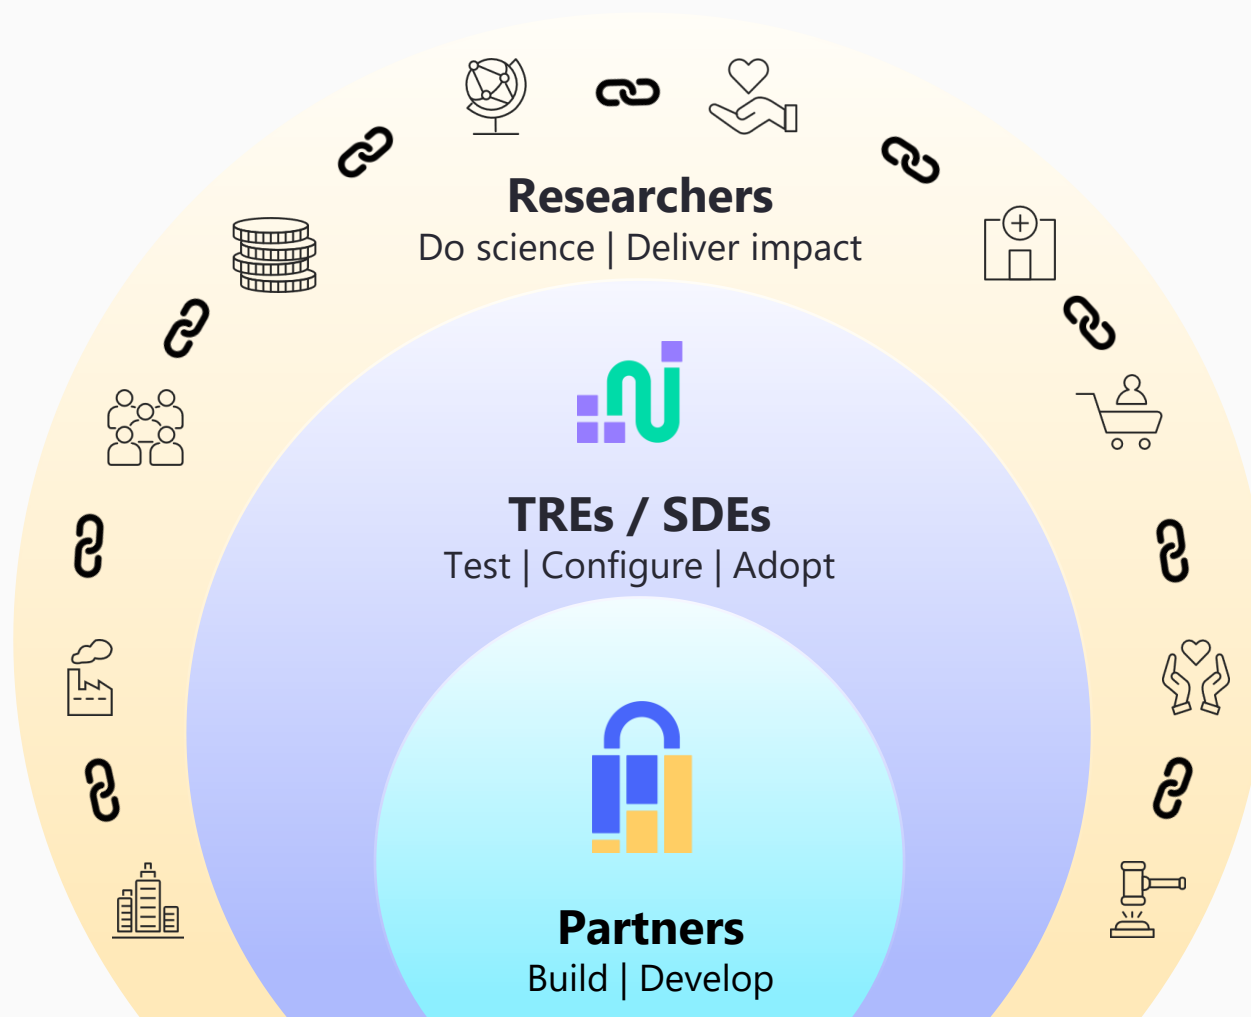 Researchers
Do science | Deliver impact
TREs / SDEs
Test | Configure | Adopt
Partners
Build | Develop